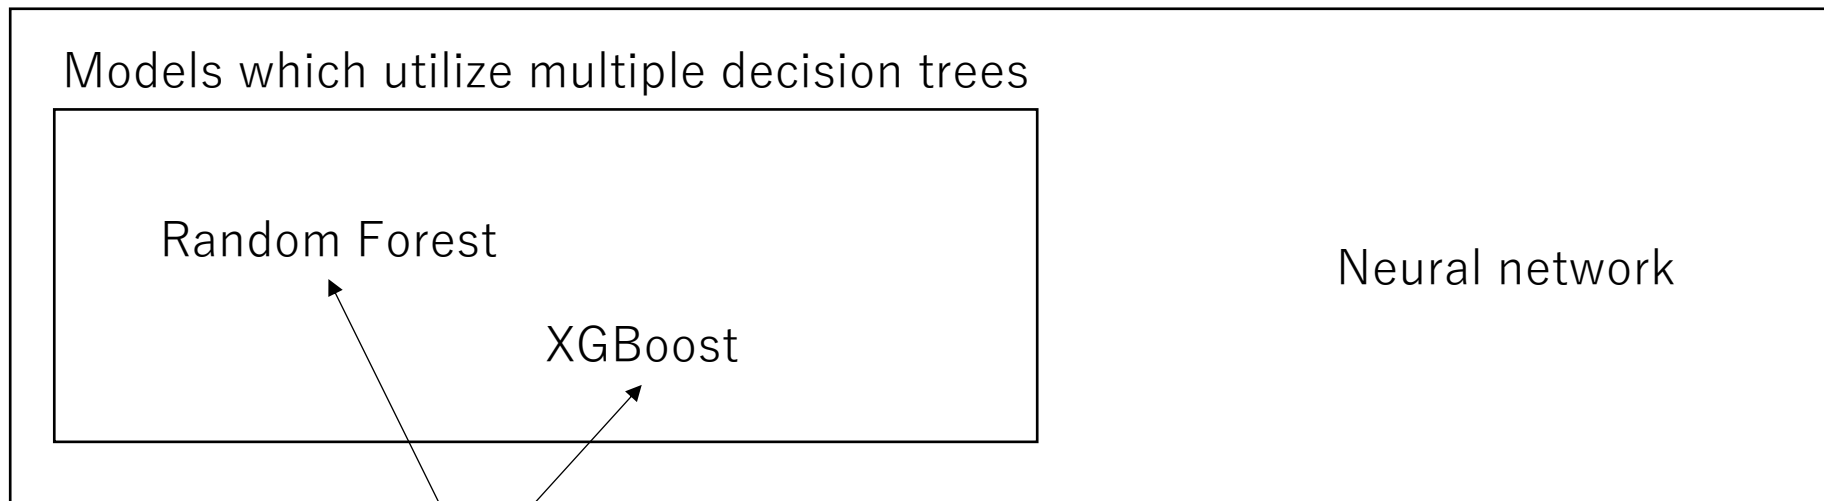 Models which utilize multiple decision trees
Random Forest
Neural network
XGBoost